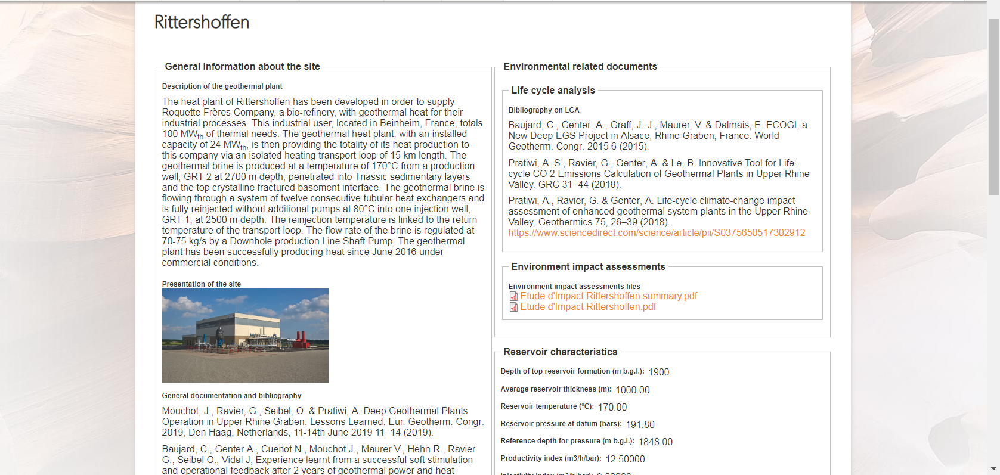 Rittershoffen
General information about the site
Description of the geothermal plant
The heat plant of Rittershoffen has been developed in order to supply
Roquette Frères Company, a bio-refinery, with geothermal heat for their
industrial processes. This industrial user, located in Beinheim, France, totals
100 MWth of thermal needs. The geothermal heat plant, with an installed
capacity of 24 MWth, is then providing the totality of its heat production to
this company via an isolated heating transport loop of 15 km length. The
geothermal brine is produced at a temperature of 170°C from a production
well, GRT-2 at 2700 m depth, penetrated into Triassic sedimentary layers
and the top crystalline fractured basement interface. The geothermal brine is
flowing through a system of twelve consecutive tubular heat exchangers and
is fully reinjected without additional pumps at 80°C into one injection well,
GRT-1, at 2500 m depth. The reinjection temperature is linked to the return
temperature of the transport loop. The flow rate of the brine is regulated at
70-75 kg/s by a Downhole production Line Shaft Pump. The geothermal
plant has been successfully producing heat since June 2016 under
commercial conditions.
Presentation of the site
General documentation and bibliography
Mouchot, J., Ravier, G., Seibel, O. & Pratiwi, A. Deep Geothermal Plants
Operation in Upper Rhine Graben: Lessons Learned. Eur. Geotherm. Congr.
2019, Den Haag, Netherlands, 11-14th June 2019 11–14 (2019).
Baujard, C., Genter A., Cuenot N., Mouchot J., Maurer V., Hehn R., Ravier
G., Seibel O., Vidal J, Experience learnt from a successful soft stimulation
and operational feedback after 2 years of geothermal power and heat
Environmental related documents
Life cycle analysis
Bibliography on LCA
Baujard, C., Genter, A., Graff, J.-J., Maurer, V. & Dalmais, E. ECOGI, a
New Deep EGS Project in Alsace, Rhine Graben, France. World
Geotherm. Congr. 2015 6 (2015).
Pratiwi, A. S., Ravier, G., Genter, A. & Le, B. Innovative Tool for Life-
cycle CO 2 Emissions Calculation of Geothermal Plants in Upper Rhine
Valley. GRC 31–44 (2018).
Pratiwi, A., Ravier, G. & Genter, A. Life-cycle climate-change impact
assessment of enhanced geothermal system plants in the Upper Rhine
Valley. Geothermics 75, 26–39 (2018).
https://www.sciencedirect.com/science/article/pii/S0375650517302912
Environment impact assessments
Environment impact assessments files
Etude d'Impact Rittershoffen summary.pdf
Etude d'Impact Rittershoffen.pdf
Reservoir characteristics
Depth of top reservoir formation (m b.g.l.): 1900
Average reservoir thickness (m): 1000.00
Reservoir temperature (°C): 170.00
Reservoir pressure at datum (bars): 191.80
Reference depth for pressure (m b.g.l.): 1848.00
Productivity index (m3/h/bar): 12.50000